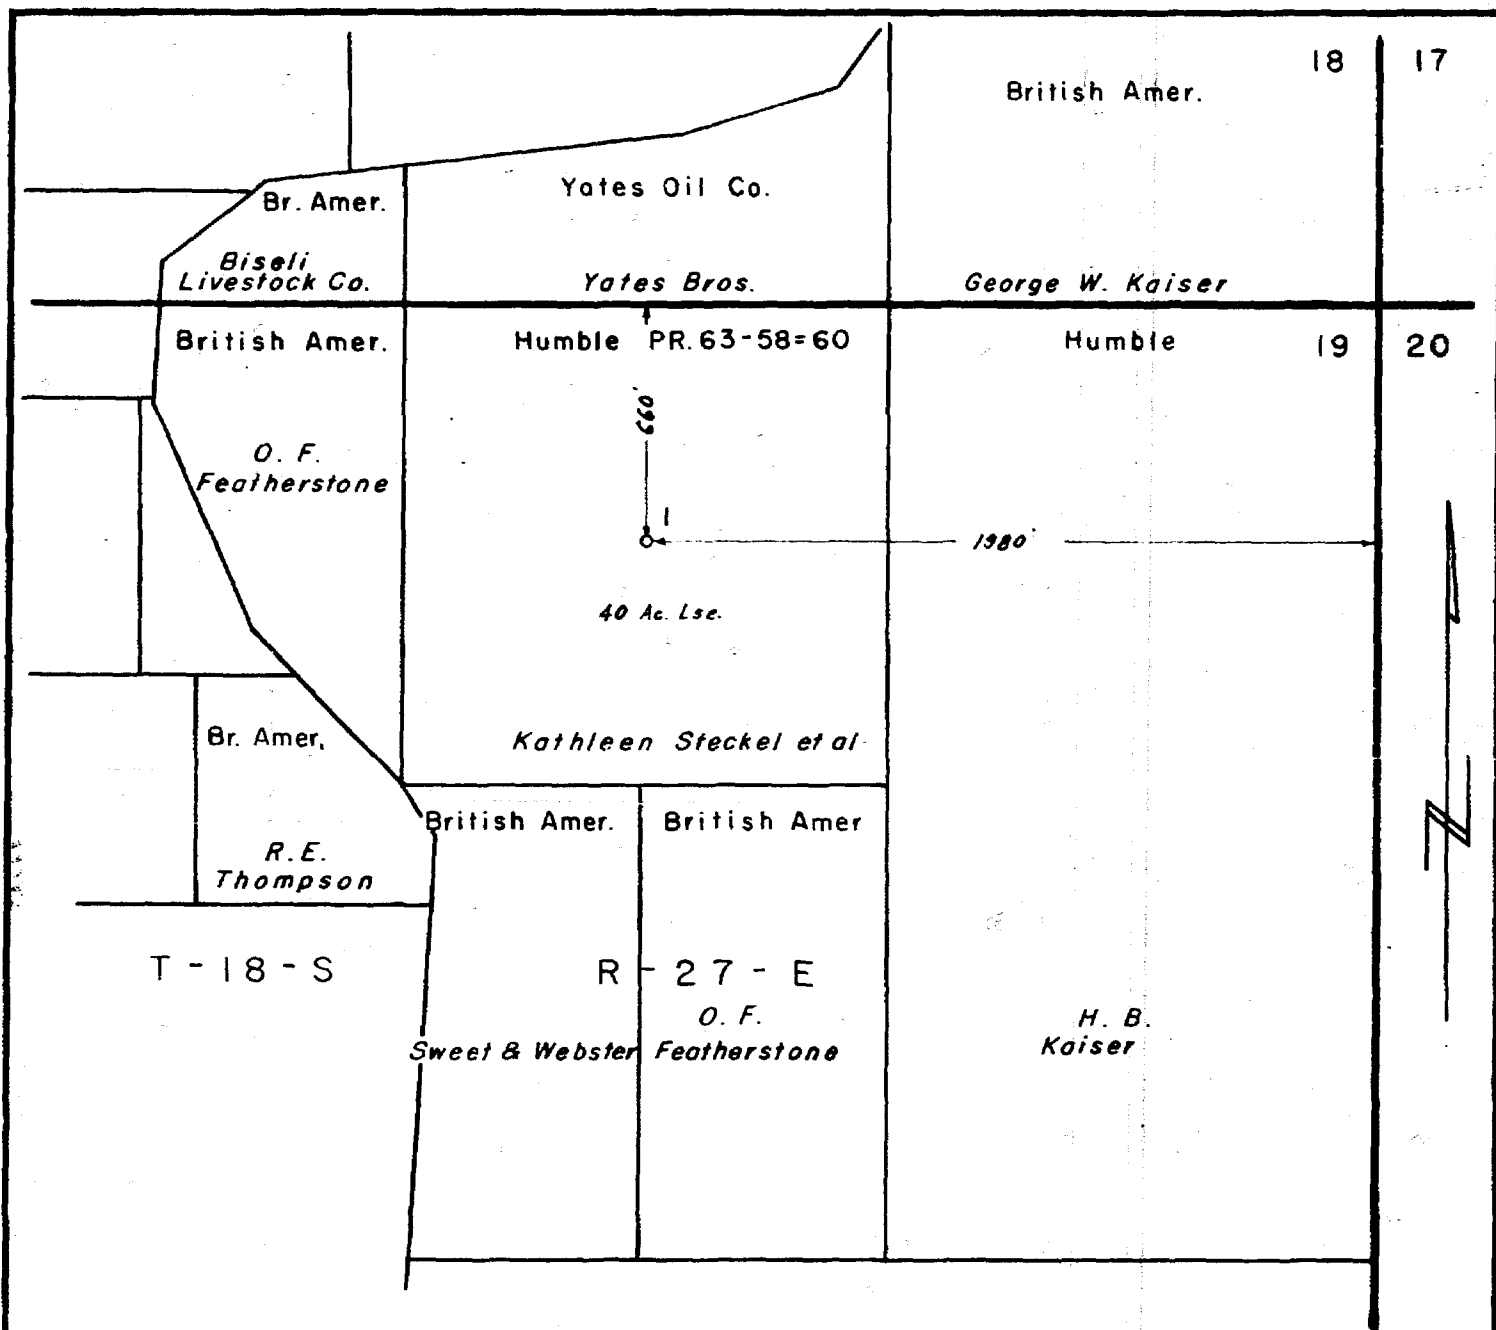 18
17
British Amer.
Yates Oil Co.
Br. Amer.
Biseli
Livestock Co.
Yates Bros.
George W. Kaiser
British Amer.
Humble PR. 63-58=60
Humble
19
20
660'
O. F.
Featherstone
1
1980'
40 Ac. Lse.
Br. Amer.
Kathleen Steckel et al
British Amer.
British Amer
R. E.
Thompson
T-18-S
R-27-E
O. F.
Featherstone
H. B.
Kaiser
Sweet & Webster